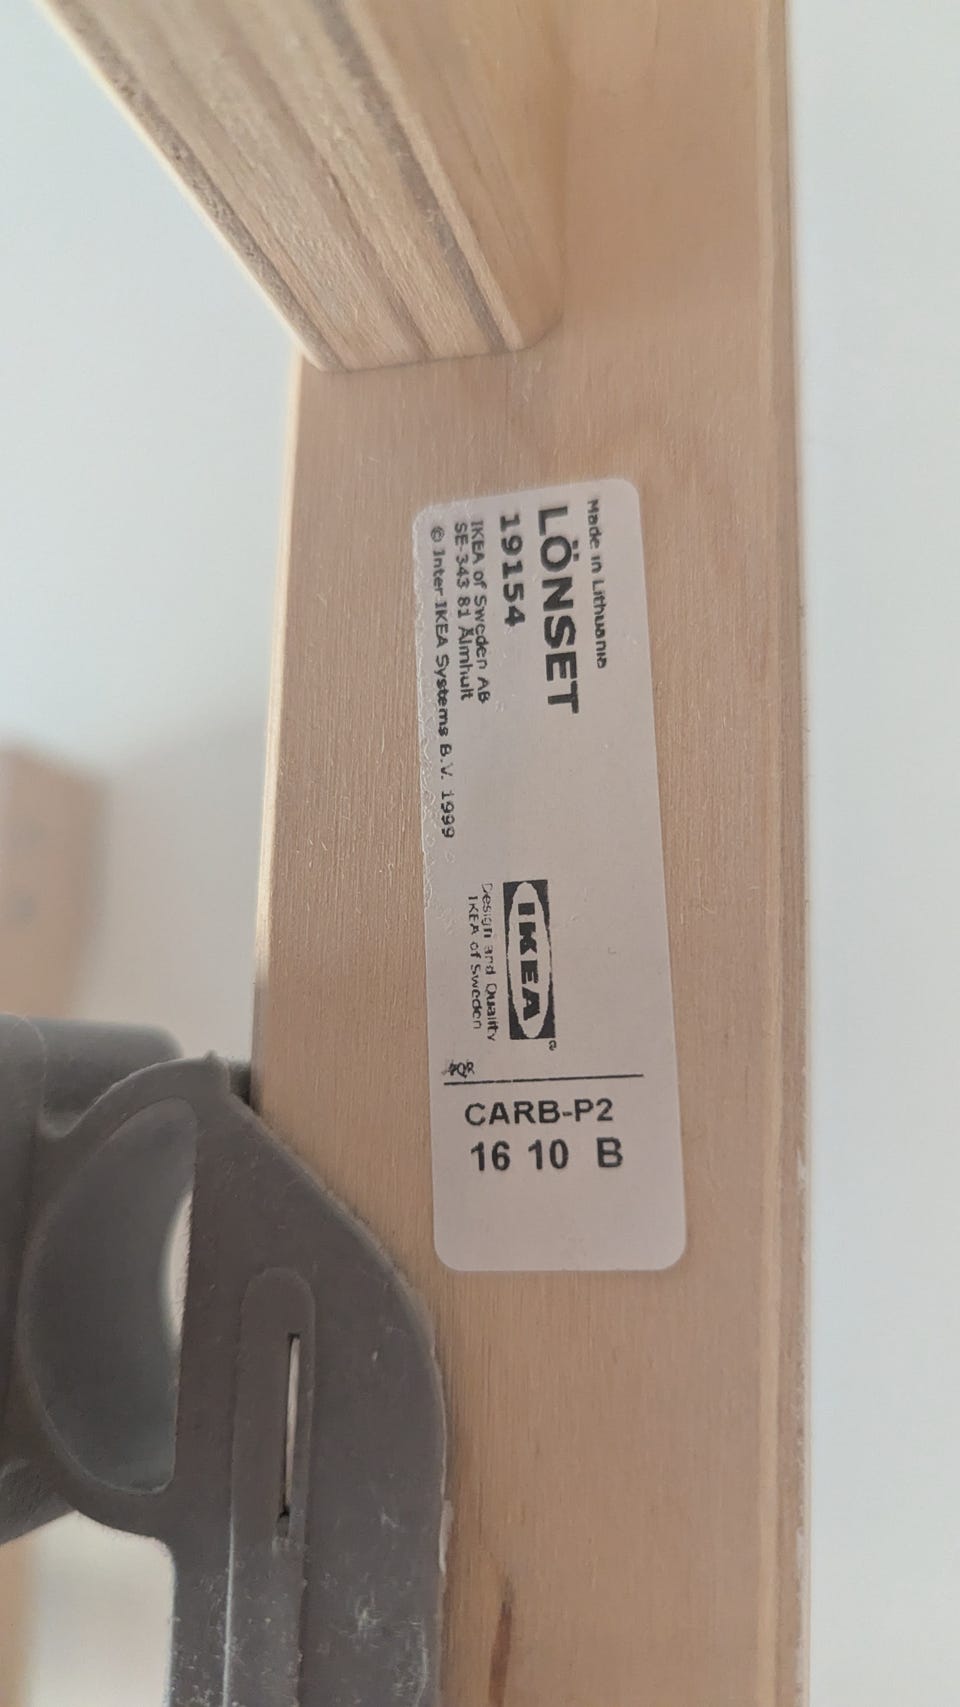 Made in Lithuania
LÖNSET
19154
IKEA of Sweden AB
SE-343 81 Älmhult
© Inter IKEA Systems B.V. 1999
IKEA®
Design and Quality
IKEA of Sweden
CARB-P2
16 10 B